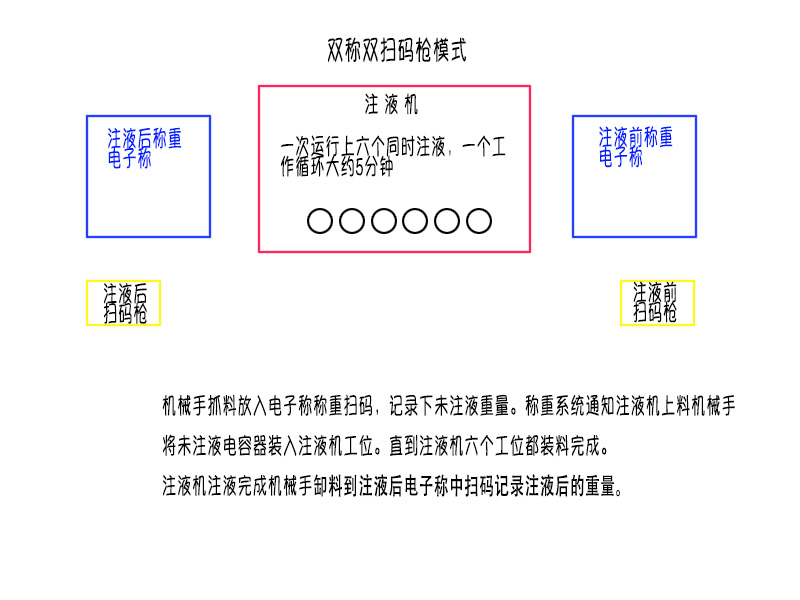 双称双扫码枪模式
注液机
注液后称重
电子称
一次运行上六个同时注液，一个工
作循环大约5分钟
注液前称重
电子称
注液后
扫码枪
注液前
扫码枪
机械手抓料放入电子称称重扫码，记录下未注液重量。称重系统通知注液机上料机械手
将未注液电容器装入注液机工位。直到注液机六个工位都装料完成。
注液机注液完成机械手卸料到注液后电子称中扫码记录注液后的重量。